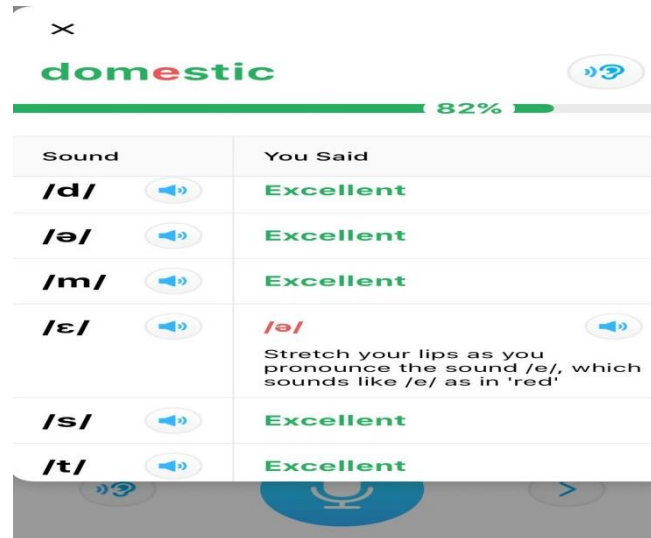 ×
domestic
82%
Sound You Said
/d/ Excellent
/ə/ Excellent
/m/ Excellent
/ɛ/ /ə/
Stretch your lips as you
pronounce the sound /e/, which
sounds like /e/ as in 'red'
/s/ Excellent
/t/ Excellent